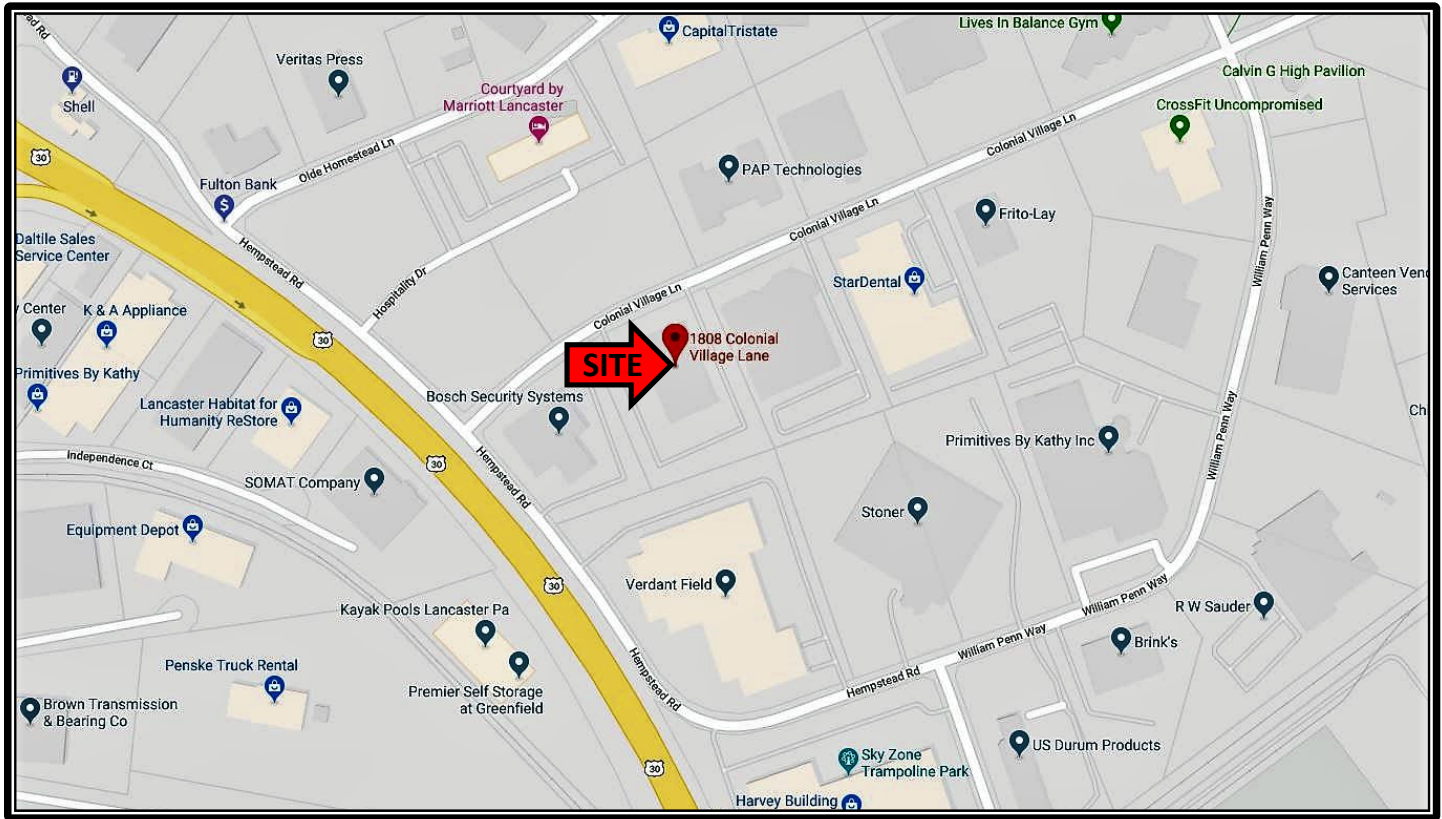 ad Rd
Lives In Balance Gym
CapitalTristate
Veritas Press
Calvin G High Pavilion
Shell
Courtyard by
Marriott Lancaster
CrossFit Uncompromised
Colonial Village Ln
30
Olde Homestead Ln
PAP Technologies
Fulton Bank
$
Frito-Lay
Colonial Village Ln
William Penn Way
Daltile Sales
Service Center
Hempstead Rd
Hospitality Dr
StarDental
Canteen Vend
Services
Colonial Village Ln
y Center
K & A Appliance
30
1808 Colonial
Village Lane
SITE
Primitives By Kathy
Bosch Security Systems
Lancaster Habitat for
Humanity ReStore
Ch
William Penn Way
Primitives By Kathy Inc
Independence Ct
30
Hempstead Rd
SOMAT Company
Stoner
Equipment Depot
Verdant Field
30
William Penn Way
R W Sauder
Kayak Pools Lancaster Pa
Brink's
William Penn Way
Penske Truck Rental
Hempstead Rd
Hempstead Rd
Premier Self Storage
at Greenfield
Brown Transmission
& Bearing Co
US Durum Products
Sky Zone
Trampoline Park
30
Harvey Building